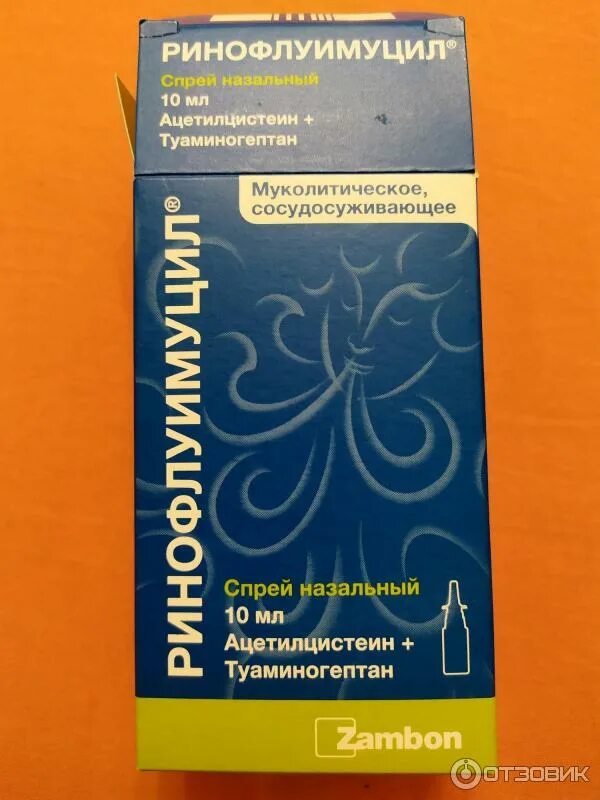 РИНОФЛУИМУЦИЛ®
Спрей назальный
10 мл
Ацетилцистеин +
Туаминогептан
Муколитическое,
сосудосуживающее
РИНОФЛУИМУЦИЛ®
Спрей назальный
10 мл
Ацетилцистеин +
Туаминогептан
Zambon
ОТЗОВИК